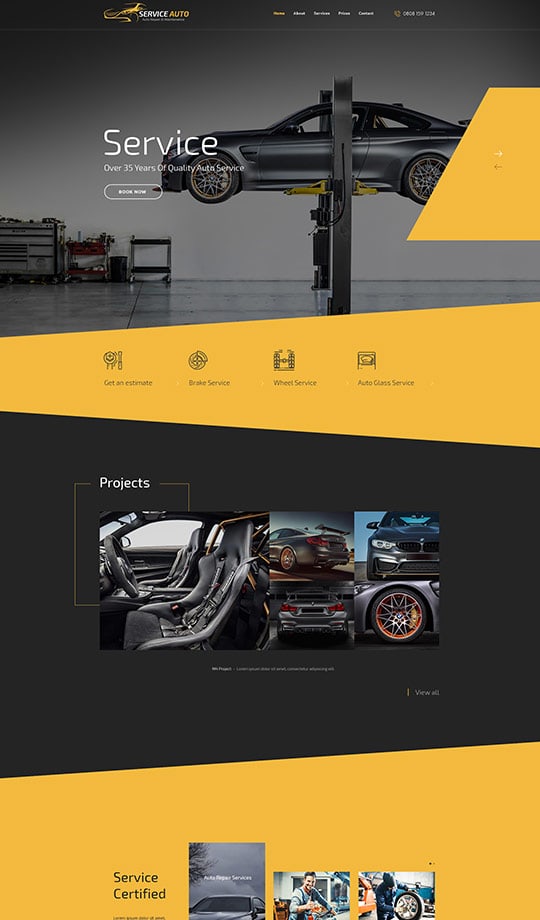 SERVICE AUTO
Auto Repair & Maintenance
Home About Services Prices Contact
0808 159 1234
Service
Over 35 Years Of Quality Auto Service
BOOK NOW
Get an estimate
Brake Service
Wheel Service
Auto Glass Service
Projects
M4 Project - Lorem ipsum dolor sit amet, consectetur adipiscing elit.
View all
Service
Certified
Lorem ipsum dolor sit amet,
Auto Repair Services